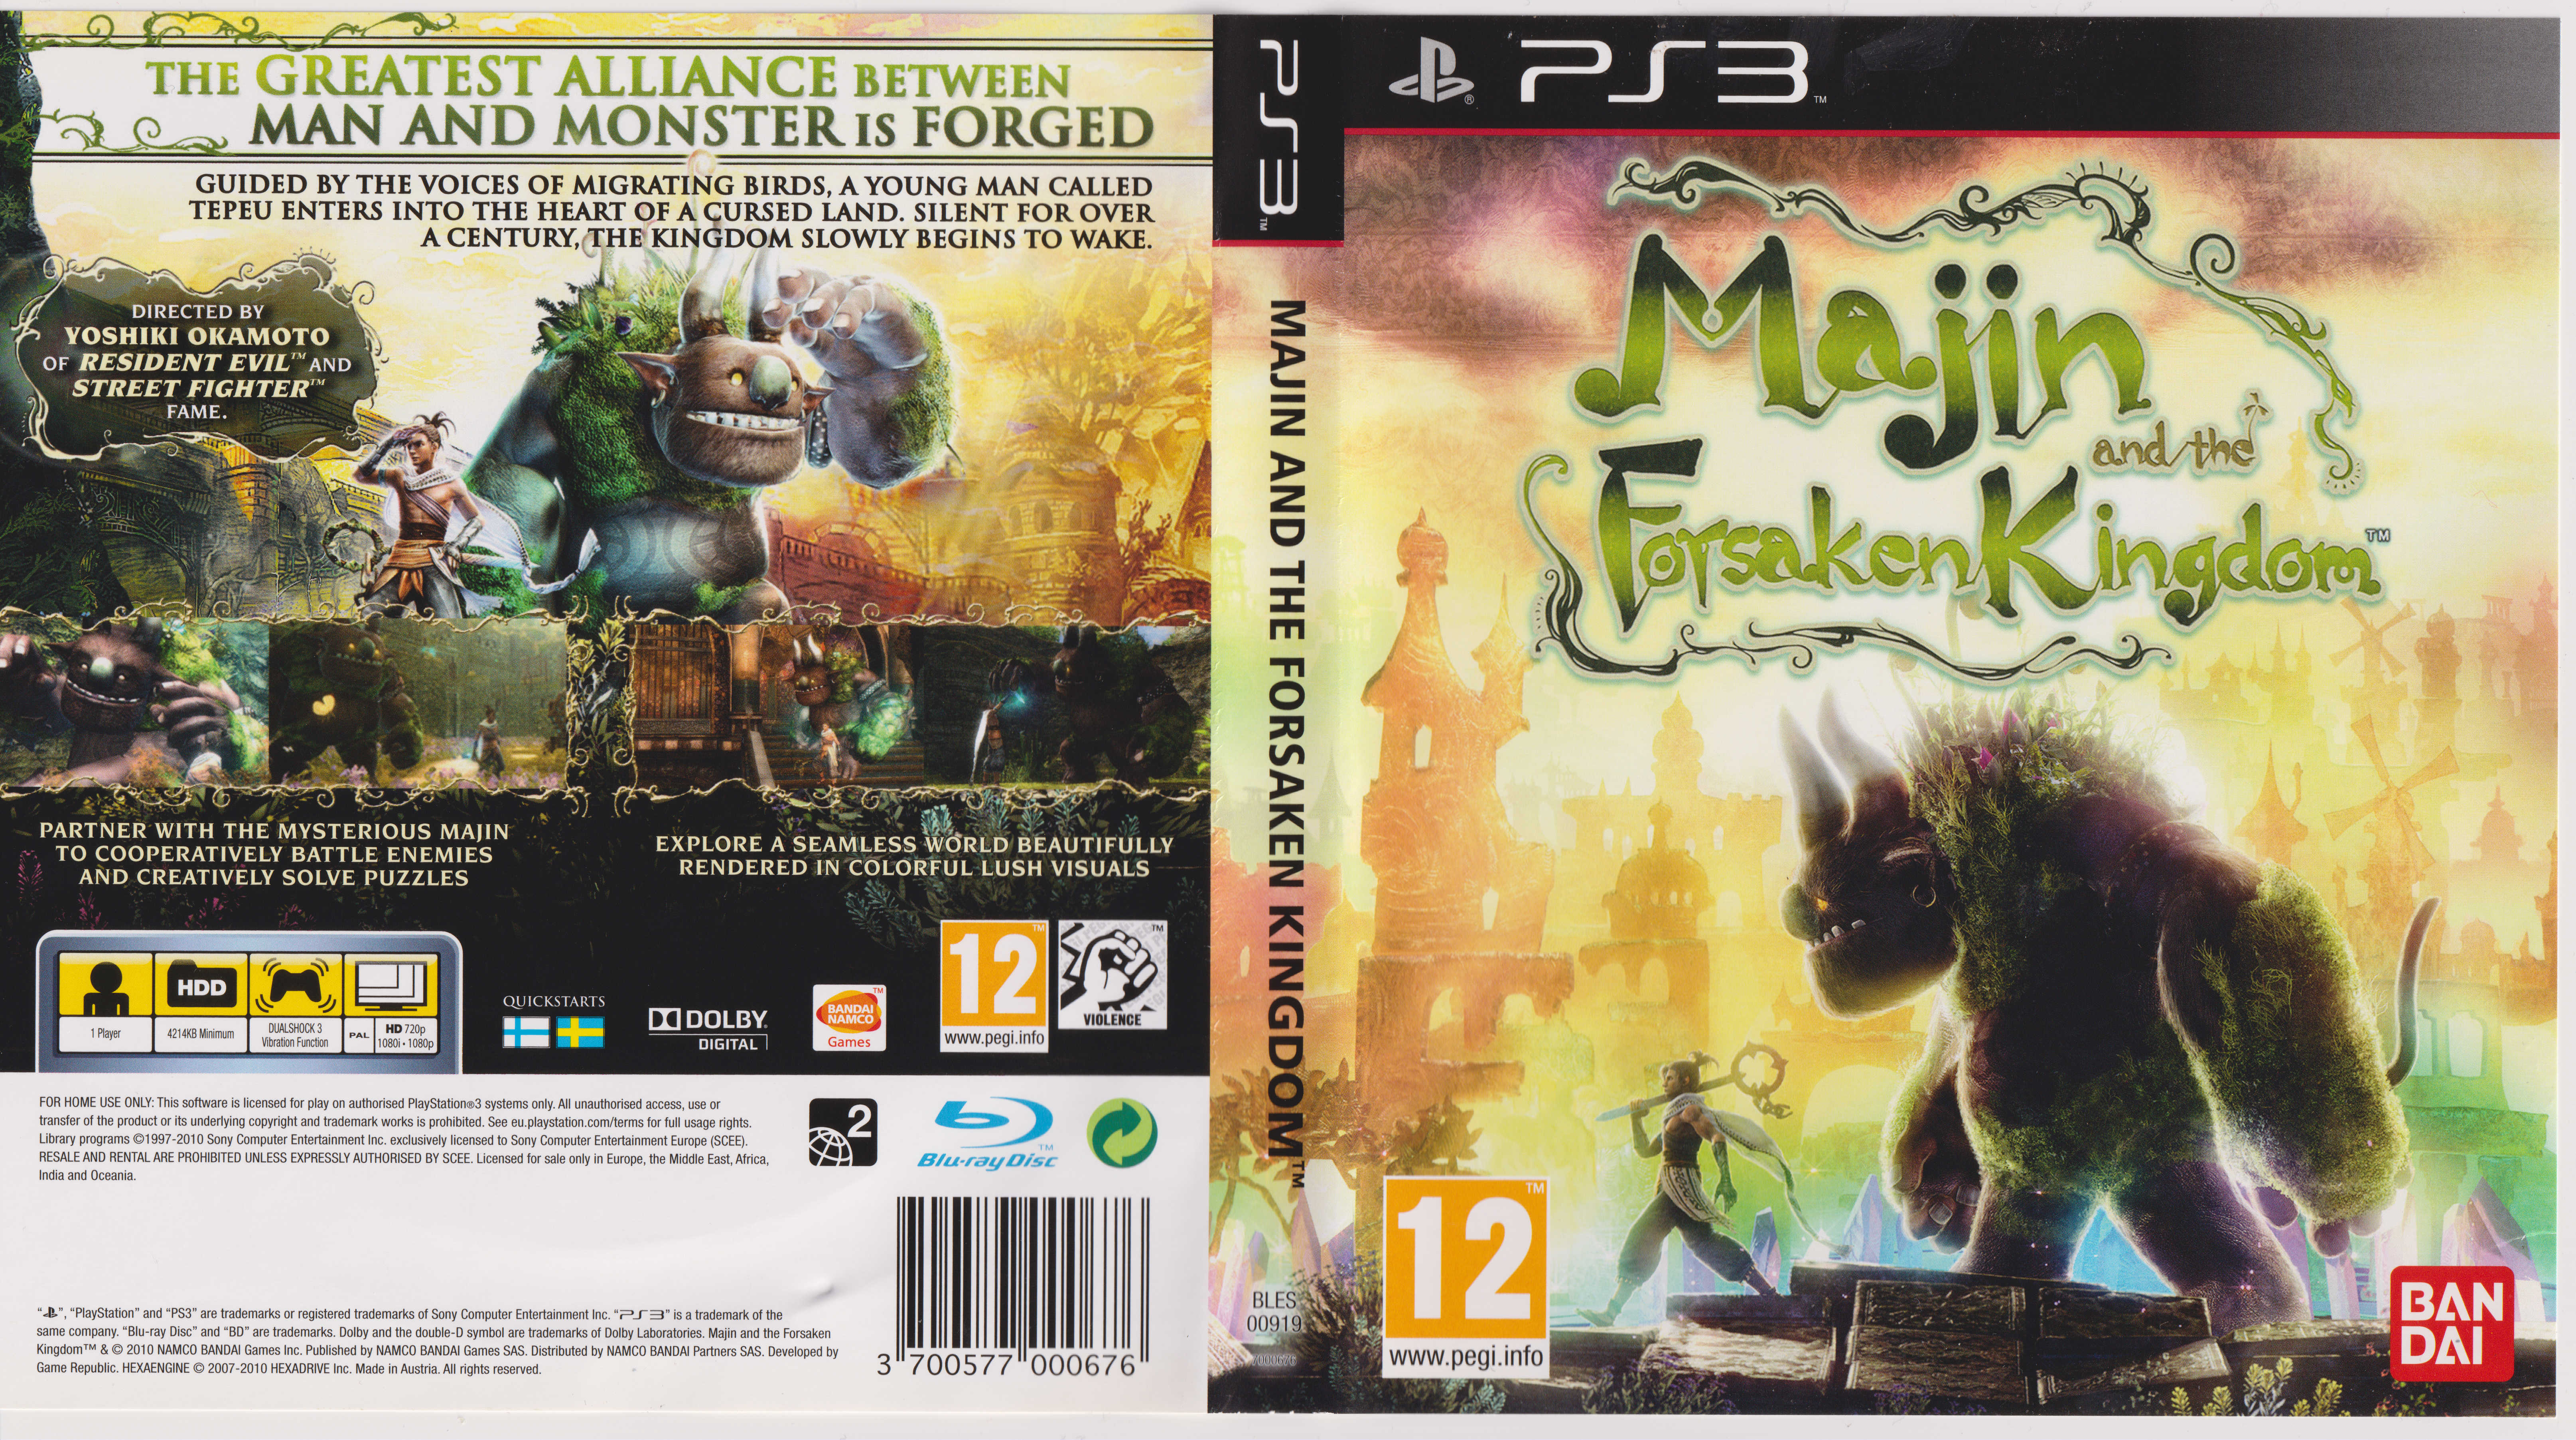 THE GREATEST ALLIANCE BETWEEN
MAN AND MONSTER IS FORGED
GUIDED BY THE VOICES OF MIGRATING BIRDS, A YOUNG MAN CALLED
TEPEU ENTERS INTO THE HEART OF A CURSED LAND. SILENT FOR OVER
A CENTURY, THE KINGDOM SLOWLY BEGINS TO WAKE.
DIRECTED BY
YOSHIKI OKAMOTO
OF RESIDENT EVIL™ AND
STREET FIGHTER™
FAME.
PARTNER WITH THE MYSTERIOUS MAJIN
TO COOPERATIVELY BATTLE ENEMIES
AND CREATIVELY SOLVE PUZZLES
EXPLORE A SEAMLESS WORLD BEAUTIFULLY
RENDERED IN COLORFUL LUSH VISUALS
HDD
1 Player
4214KB Minimum
DUALSHOCK 3
Vibration Function
PAL
HD 720p
1080i • 1080p
QUICKSTARTS
DOLBY
DIGITAL
BANDAI
NAMCO
Games
12
www.pegi.info
VIOLENCE
FOR HOME USE ONLY: This software is licensed for play on authorised PlayStation®3 systems only. All unauthorised access, use or
transfer of the product or its underlying copyright and trademark works is prohibited. See eu.playstation.com/terms for full usage rights.
Library programs ©1997-2010 Sony Computer Entertainment Inc. exclusively licensed to Sony Computer Entertainment Europe (SCEE).
RESALE AND RENTAL ARE PROHIBITED UNLESS EXPRESSLY AUTHORISED BY SCEE. Licensed for sale only in Europe, the Middle East, Africa,
India and Oceania.
2
Blu-ray Disc™
"", "PlayStation" and "PS3" are trademarks or registered trademarks of Sony Computer Entertainment Inc. "PS3" is a trademark of the
same company. "Blu-ray Disc" and "BD" are trademarks. Dolby and the double-D symbol are trademarks of Dolby Laboratories. Majin and the Forsaken
Kingdom™ & © 2010 NAMCO BANDAI Games Inc. Published by NAMCO BANDAI Games SAS. Distributed by NAMCO BANDAI Partners SAS. Developed by
Game Republic. HEXAENGINE © 2007-2010 HEXADRIVE Inc. Made in Austria. All rights reserved.
3 700577 000676
PS3™
MAJIN AND THE FORSAKEN KINGDOM™
BLES
00919
7000676
PS3™
Majin
and the
Forsaken Kingdom™
12
www.pegi.info
BAN
DAI